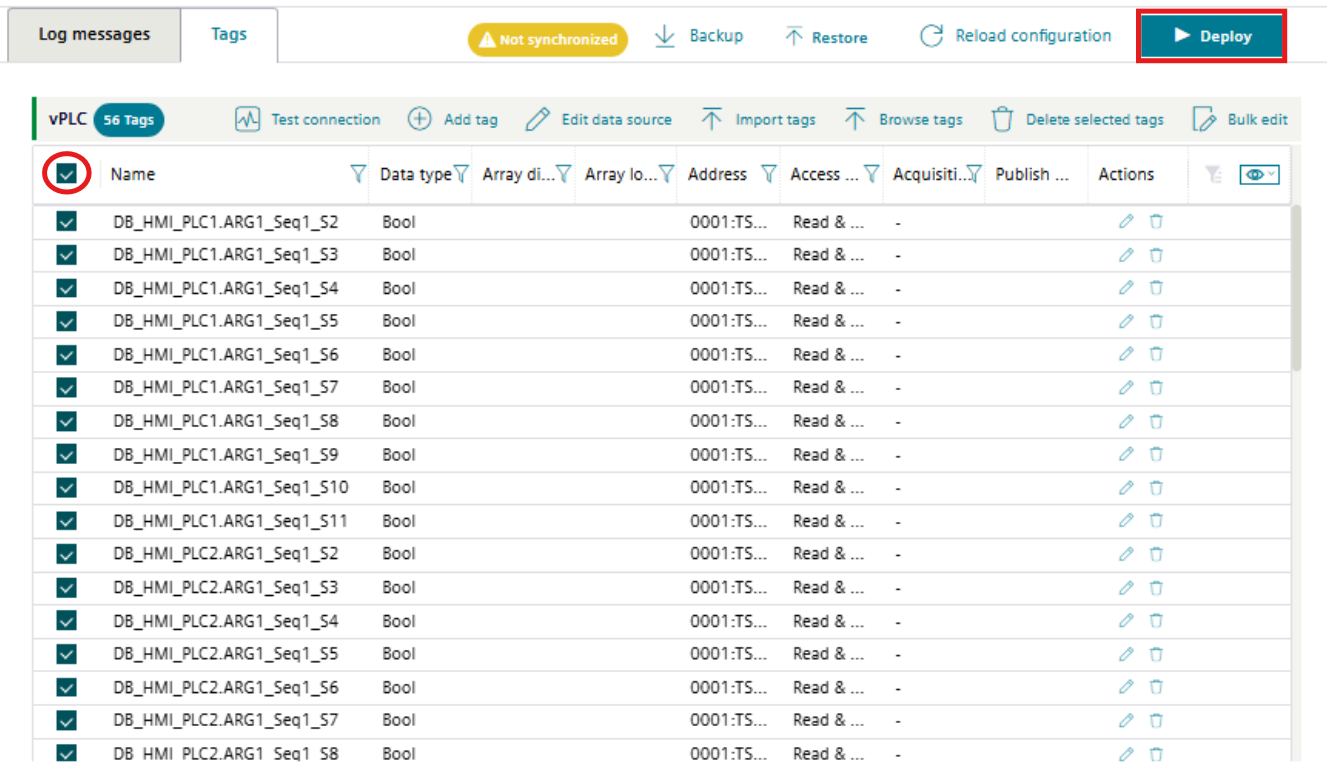 Log messages Tags Not synchronized Backup Restore Reload configuration Deploy
vPLC 56 Tags Test connection Add tag Edit data source Import tags Browse tags Delete selected tags Bulk edit
Name Data type Array di... Array lo... Address Access ... Acquisiti... Publish ... Actions
DB_HMI_PLC1.ARG1_Seq1_S2 Bool 0001:TS... Read & ... -
DB_HMI_PLC1.ARG1_Seq1_S3 Bool 0001:TS... Read & ... -
DB_HMI_PLC1.ARG1_Seq1_S4 Bool 0001:TS... Read & ... -
DB_HMI_PLC1.ARG1_Seq1_S5 Bool 0001:TS... Read & ... -
DB_HMI_PLC1.ARG1_Seq1_S6 Bool 0001:TS... Read & ... -
DB_HMI_PLC1.ARG1_Seq1_S7 Bool 0001:TS... Read & ... -
DB_HMI_PLC1.ARG1_Seq1_S8 Bool 0001:TS... Read & ... -
DB_HMI_PLC1.ARG1_Seq1_S9 Bool 0001:TS... Read & ... -
DB_HMI_PLC1.ARG1_Seq1_S10 Bool 0001:TS... Read & ... -
DB_HMI_PLC1.ARG1_Seq1_S11 Bool 0001:TS... Read & ... -
DB_HMI_PLC2.ARG1_Seq1_S2 Bool 0001:TS... Read & ... -
DB_HMI_PLC2.ARG1_Seq1_S3 Bool 0001:TS... Read & ... -
DB_HMI_PLC2.ARG1_Seq1_S4 Bool 0001:TS... Read & ... -
DB_HMI_PLC2.ARG1_Seq1_S5 Bool 0001:TS... Read & ... -
DB_HMI_PLC2.ARG1_Seq1_S6 Bool 0001:TS... Read & ... -
DB_HMI_PLC2.ARG1_Seq1_S7 Bool 0001:TS... Read & ... -
DB_HMI_PLC2.ARG1_Seq1_S8 Bool 0001:TS... Read & ... -